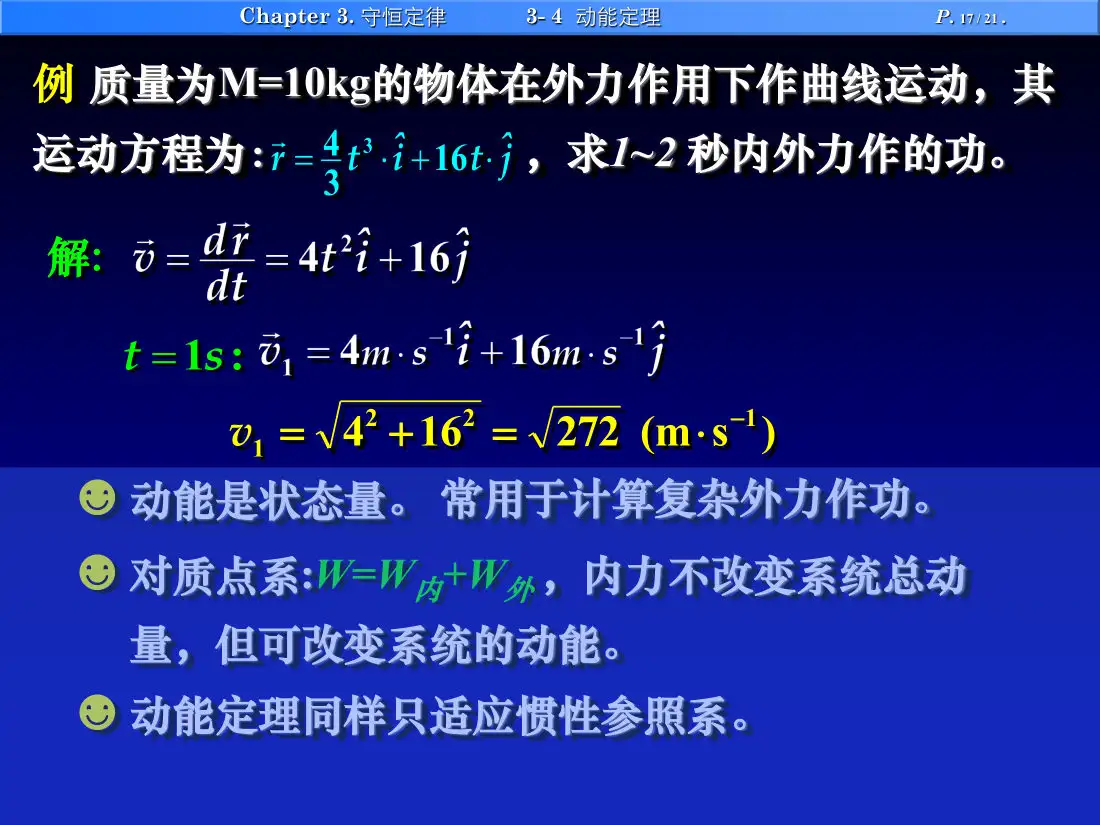 Chapter 3. 守恒定律 3- 4 动能定理 P. 17 / 21 .
例 质量为M=10kg的物体在外力作用下作曲线运动，其
运动方程为: r⃗ = 4/3 t³ · î + 16t · ĵ ，求1~2 秒内外力作的功。
解: v⃗ = dr⃗/dt = 4t² î + 16 ĵ
t = 1s : v⃗₁ = 4m · s⁻¹ î + 16m · s⁻¹ ĵ
v₁ = √(4² + 16²) = √272 (m · s⁻¹)
动能是状态量。 常用于计算复杂外力作功。
对质点系:W=W内+W外 ，内力不改变系统总动
量，但可改变系统的动能。
动能定理同样只适应惯性参照系。